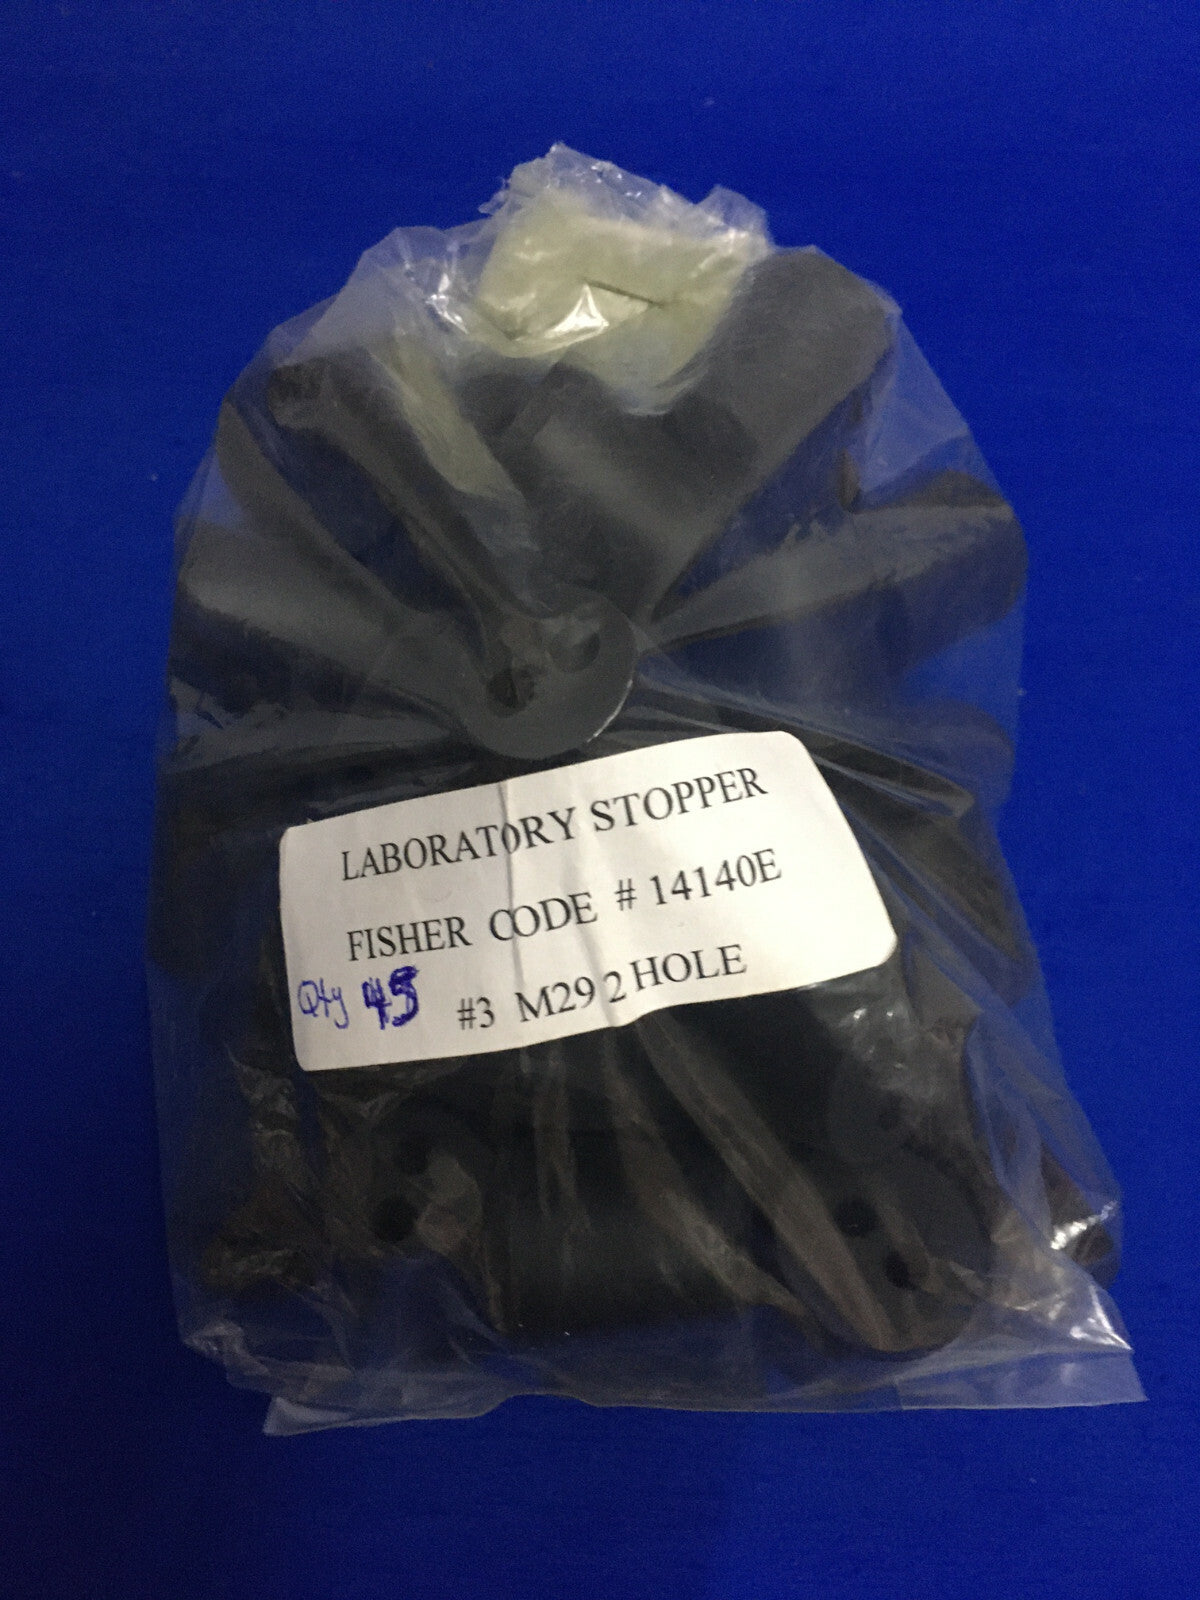 LABORATORY STOPPER
FISHER CODE # 14140E
Qty 45 #3 M29 2 HOLE